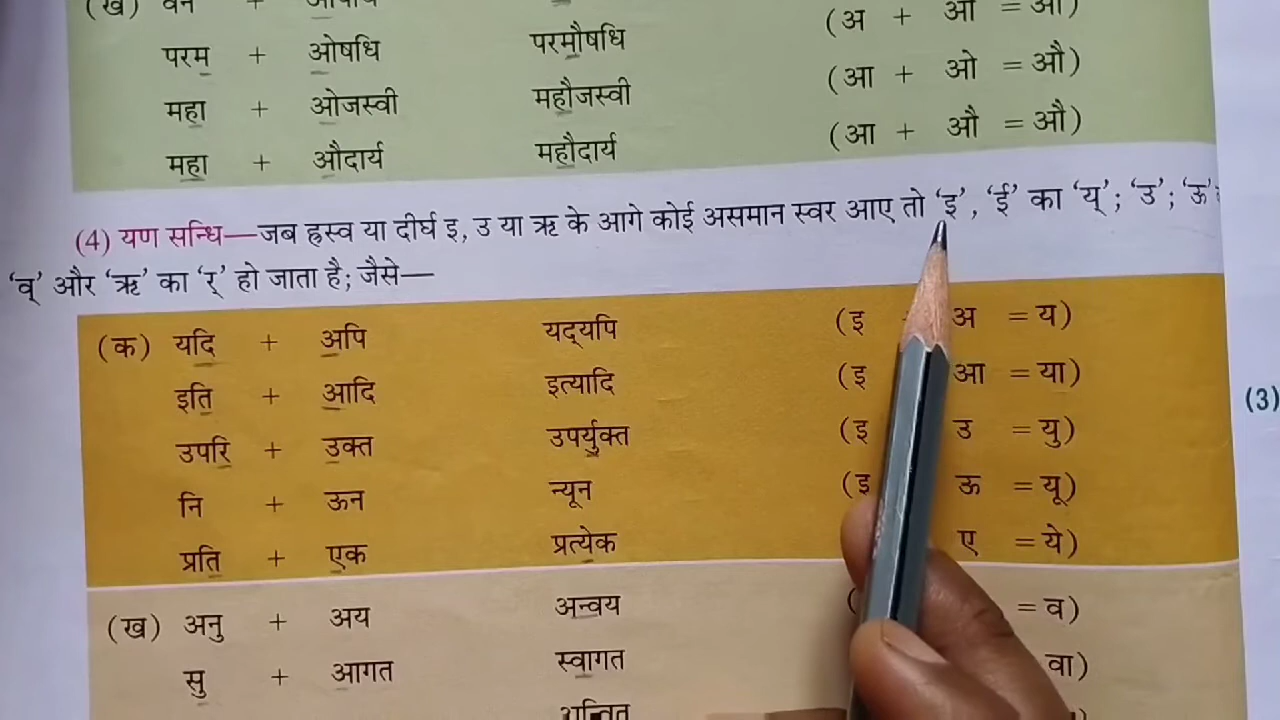 (ख) वन +
परम + ओषधि परमौषधि (अ + ओ = औ)
महा + ओजस्वी महौजस्वी (आ + ओ = औ)
महा + औदार्य महौदार्य (आ + औ = औ)
(4) यण सन्धि—जब ह्रस्व या दीर्घ इ, उ या ऋ के आगे कोई असमान स्वर आए तो ‘इ’, ‘ई’ का ‘य्’; ‘उ’; ‘ऊ’
‘व्’ और ‘ऋ’ का ‘र्’ हो जाता है; जैसे—
(क) यदि + अपि यद्‌यपि (इ अ = य)
इति + आदि इत्यादि (इ आ = या)
(3)
उपरि + उक्त उपर्युक्त (इ उ = यु)
नि + ऊन न्यून (इ ऊ = यू)
प्रति + एक प्रत्येक ए = ये)
(ख) अनु + अय अन्वय ( = व)
सु + आगत स्वागत वा)